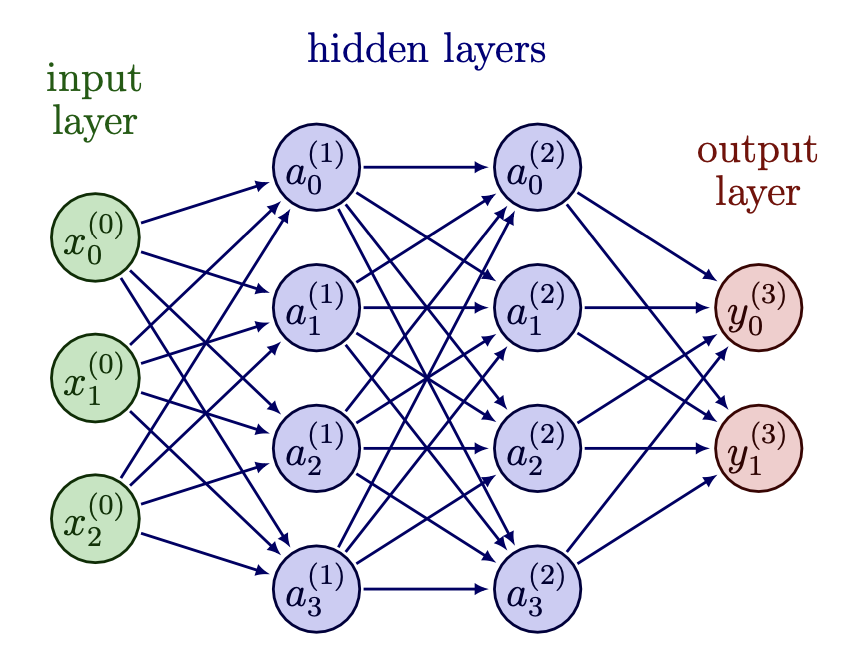 hidden layers
input
layer
output
layer
x_0^{(0)}
x_1^{(0)}
x_2^{(0)}
a_0^{(1)}
a_1^{(1)}
a_2^{(1)}
a_3^{(1)}
a_0^{(2)}
a_1^{(2)}
a_2^{(2)}
a_3^{(2)}
y_0^{(3)}
y_1^{(3)}